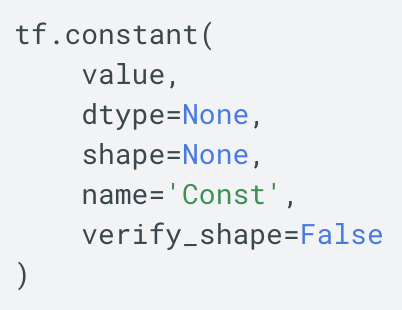 tf.constant(
    value,
    dtype=None,
    shape=None,
    name='Const',
    verify_shape=False
)